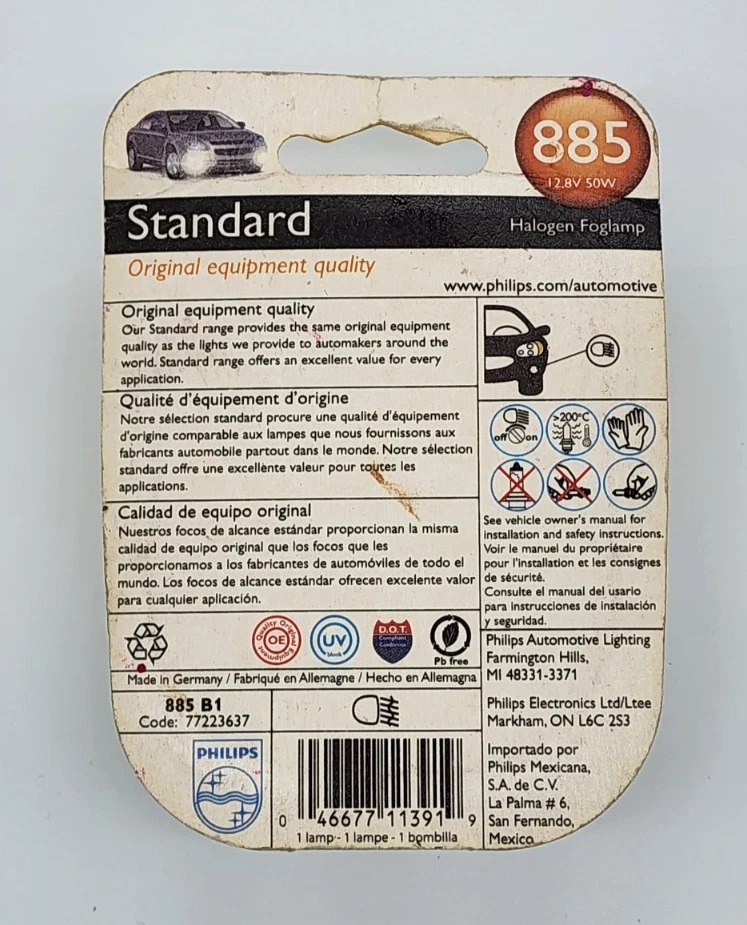 885
12.8V 50W
Standard
Halogen Foglamp
Original equipment quality
www.philips.com/automotive
Original equipment quality
Our Standard range provides the same original equipment
quality as the lights we provide to automakers around the
world. Standard range offers an excellent value for every
application.
Qualité d'équipement d'origine
Notre sélection standard procure une qualité d'équipement
d'origine comparable aux lampes que nous fournissons aux
fabricants automobile partout dans le monde. Notre sélection
standard offre une excellente valeur pour toutes les
applications.
Calidad de equipo original
Nuestros focos de alcance estándar proporcionan la misma
calidad de equipo original que los focos que les
proporcionamos a los fabricantes de automóviles de todo el
mundo. Los focos de alcance estándar ofrecen excelente valor
para cualquier aplicación.
off on
>200°C
See vehicle owner's manual for
installation and safety instructions.
Voir le manuel du propriétaire
pour l'installation et les consignes
de sécurité.
Consulte el manual del usario
para instrucciones de instalación
y seguridad.
Quality Original Equipment
OE
UV
block
D.O.T.
Compliant
Conforme
Pb free
Made in Germany / Fabriqué en Allemagne / Hecho en Allemagna
885 B1
Code: 77223637
PHILIPS
0 46677 11391 9
1 lamp - 1 lampe - 1 bombilla
Philips Automotive Lighting
Farmington Hills,
MI 48331-3371
Philips Electronics Ltd/Ltee
Markham, ON L6C 2S3
Importado por
Philips Mexicana,
S.A. de C.V.
La Palma # 6,
San Fernando,
Mexico